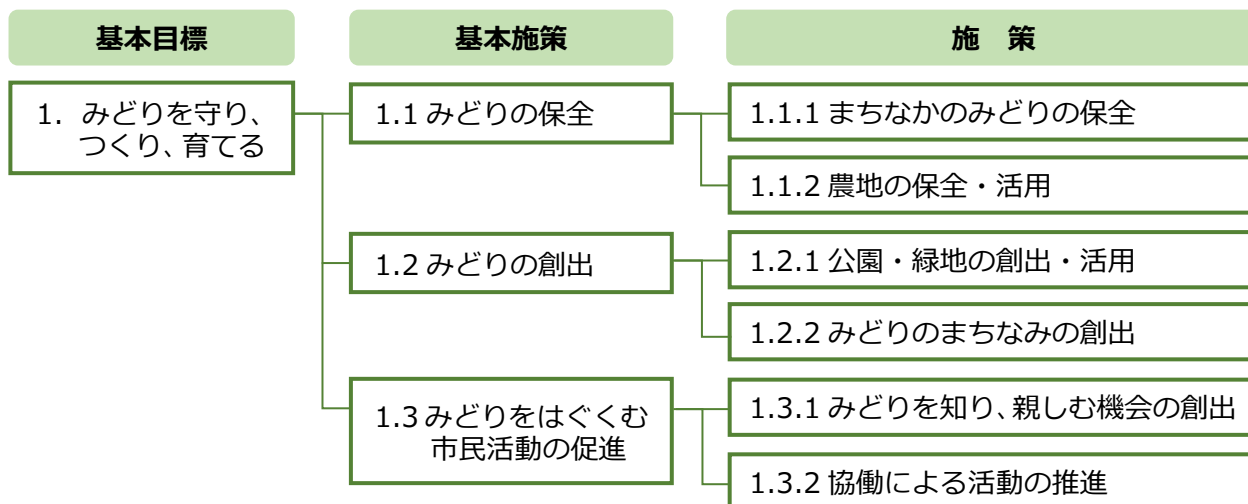 基本目標
基本施策
施　策
1. みどりを守り、
つくり、育てる
1.1 みどりの保全
1.1.1 まちなかのみどりの保全
1.1.2 農地の保全・活用
1.2 みどりの創出
1.2.1 公園・緑地の創出・活用
1.2.2 みどりのまちなみの創出
1.3 みどりをはぐくむ
市民活動の促進
1.3.1 みどりを知り、親しむ機会の創出
1.3.2 協働による活動の推進